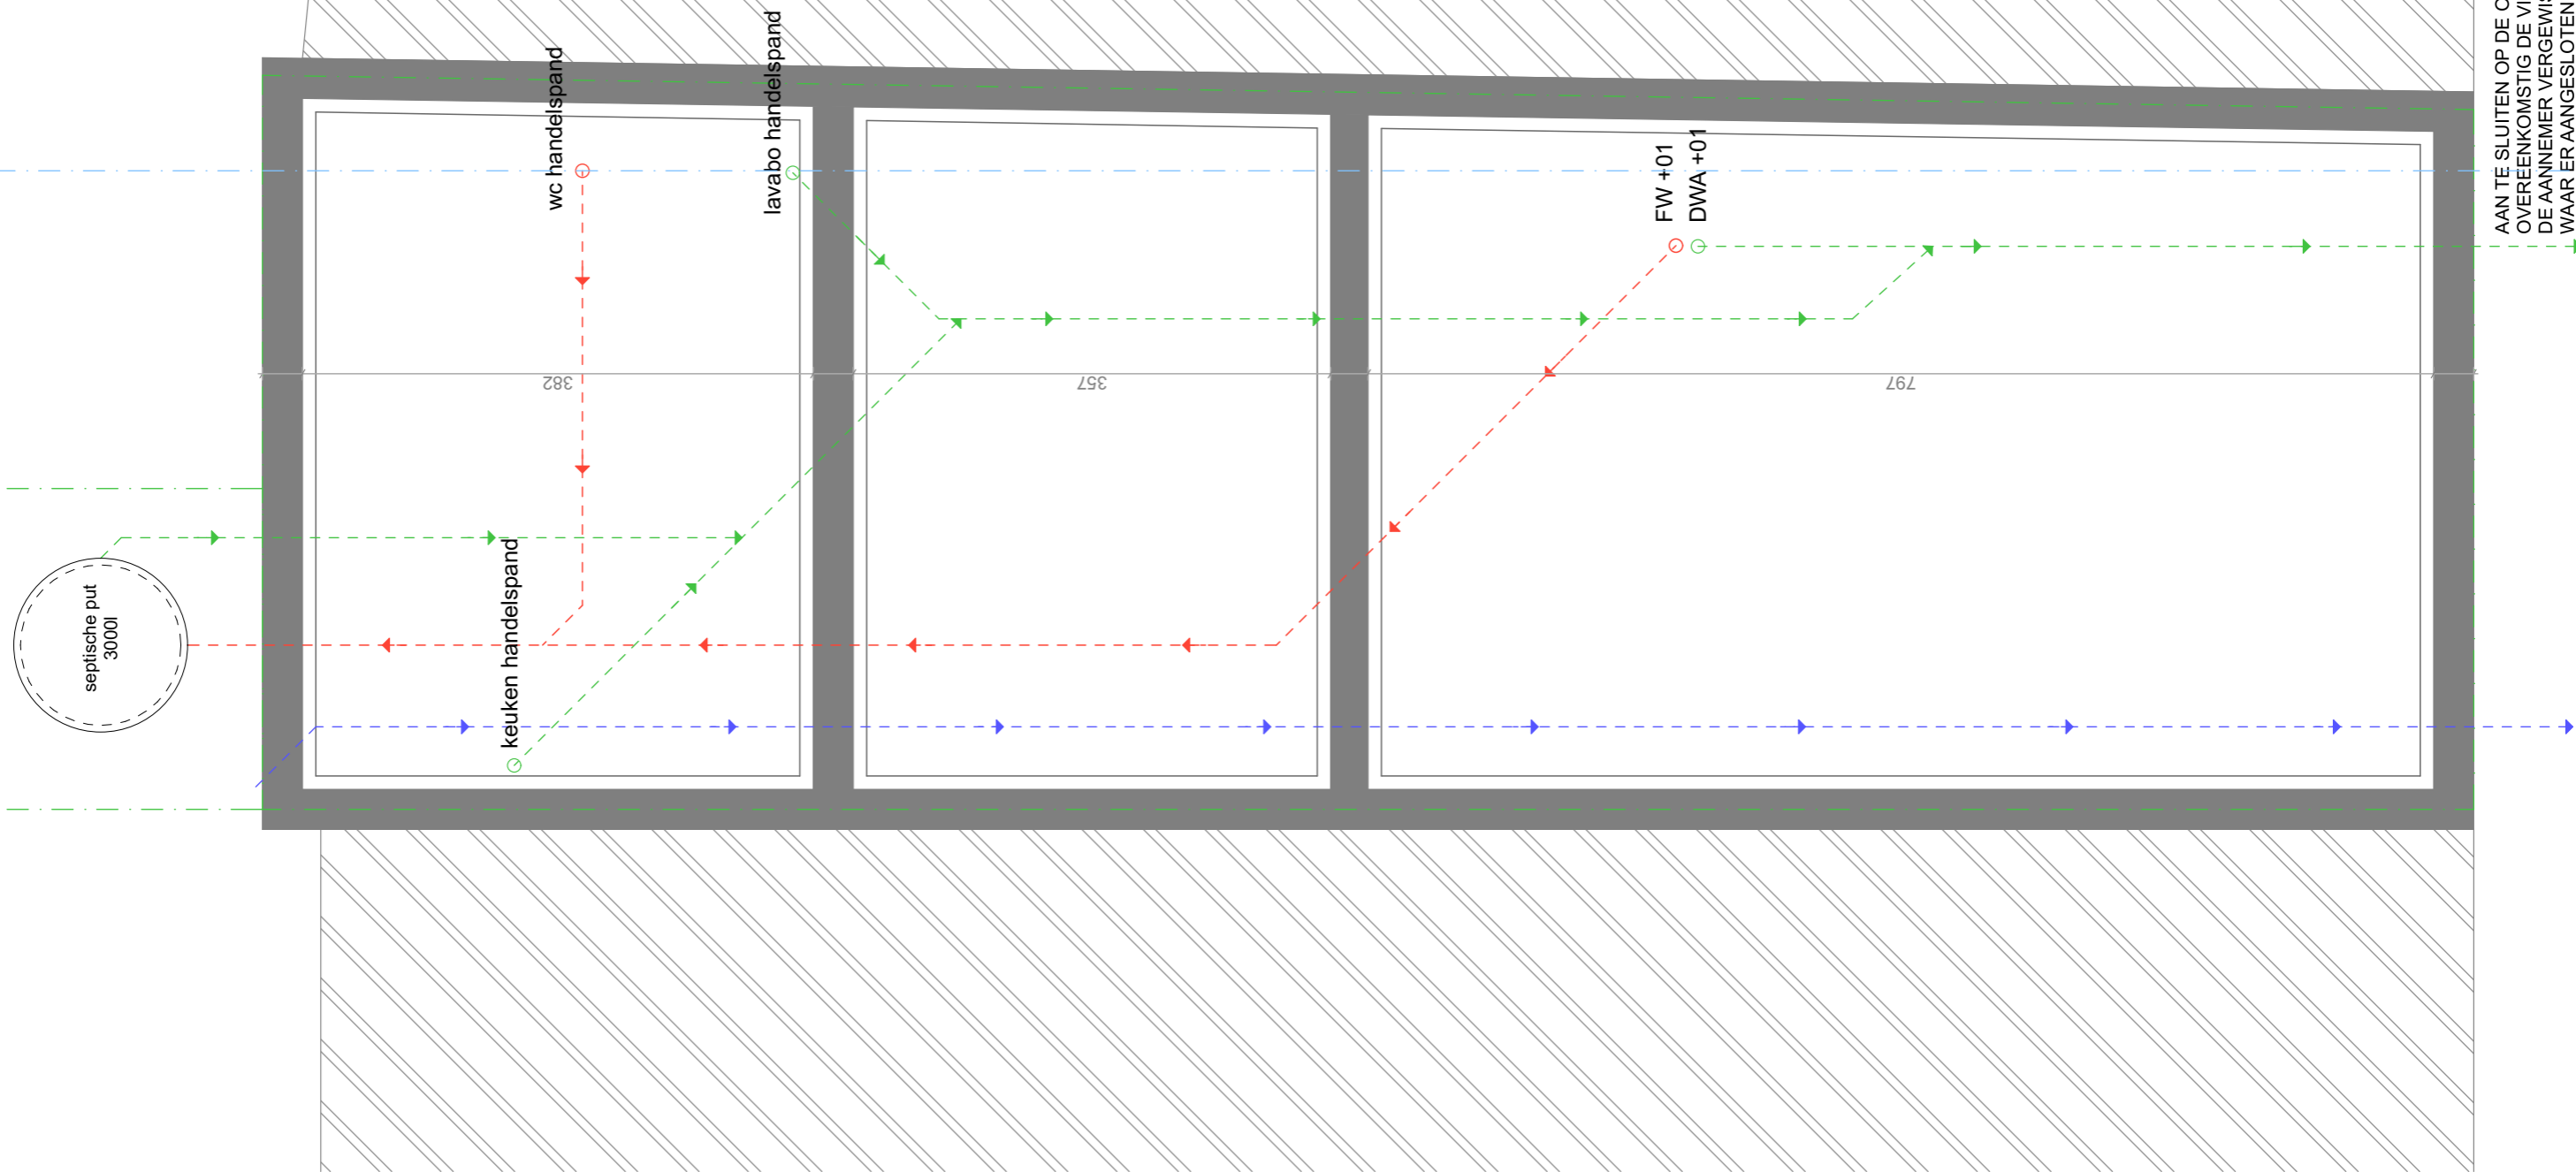 septische put
3000l
wc handelspand
lavabo handelspand
keuken handelspand
382
357
797
FW +01
DWA +01
AAN TE SLUITEN OP DE
OVEREENKOMSTIG DE
DE AANNEMER
WAAR ER AANGESLOTEN